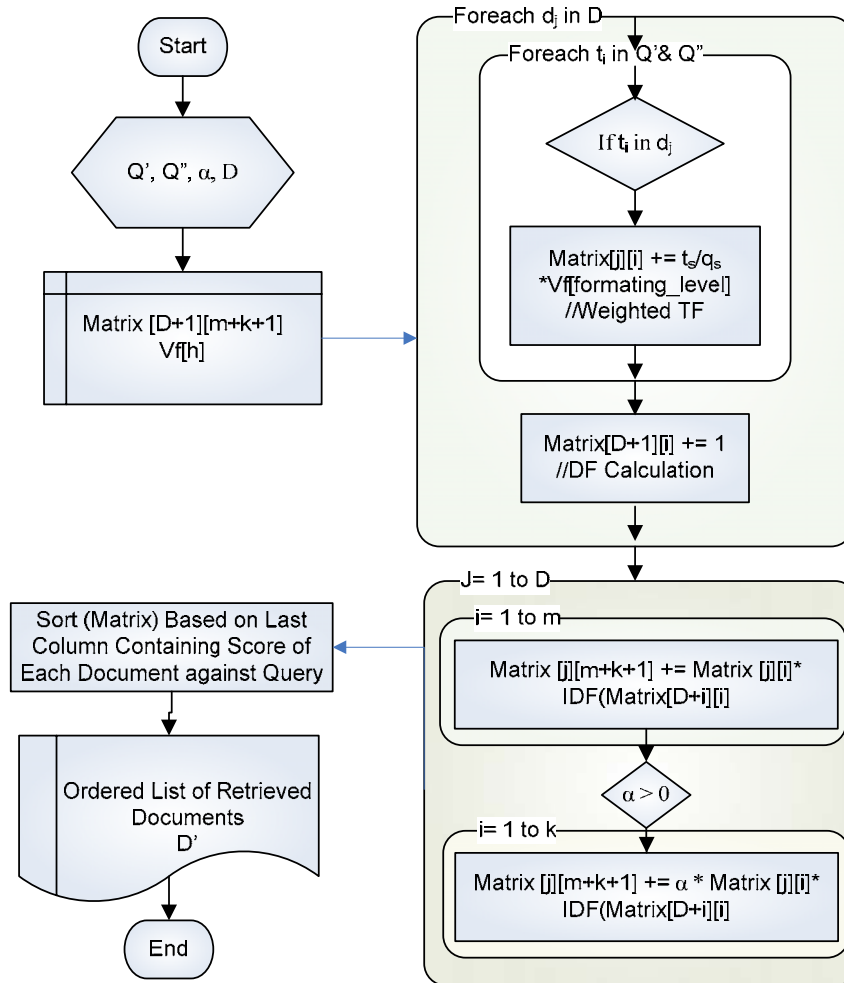 Start
Q’, Q”, α, D
Matrix [D+1][m+k+1]
Vf[h]
Foreach dj in D
Foreach ti in Q’& Q”
If ti in dj
Matrix[j][i] += ts/qs
*Vf[formating_level]
//Weighted TF
Matrix[D+1][i] += 1
//DF Calculation
J= 1 to D
i= 1 to m
Matrix [j][m+k+1] += Matrix [j][i]*
IDF(Matrix[D+i][i]
α > 0
i= 1 to k
Matrix [j][m+k+1] += α * Matrix [j][i]*
IDF(Matrix[D+i][i]
Sort (Matrix) Based on Last
Column Containing Score of
Each Document against Query
Ordered List of Retrieved
Documents
D’
End